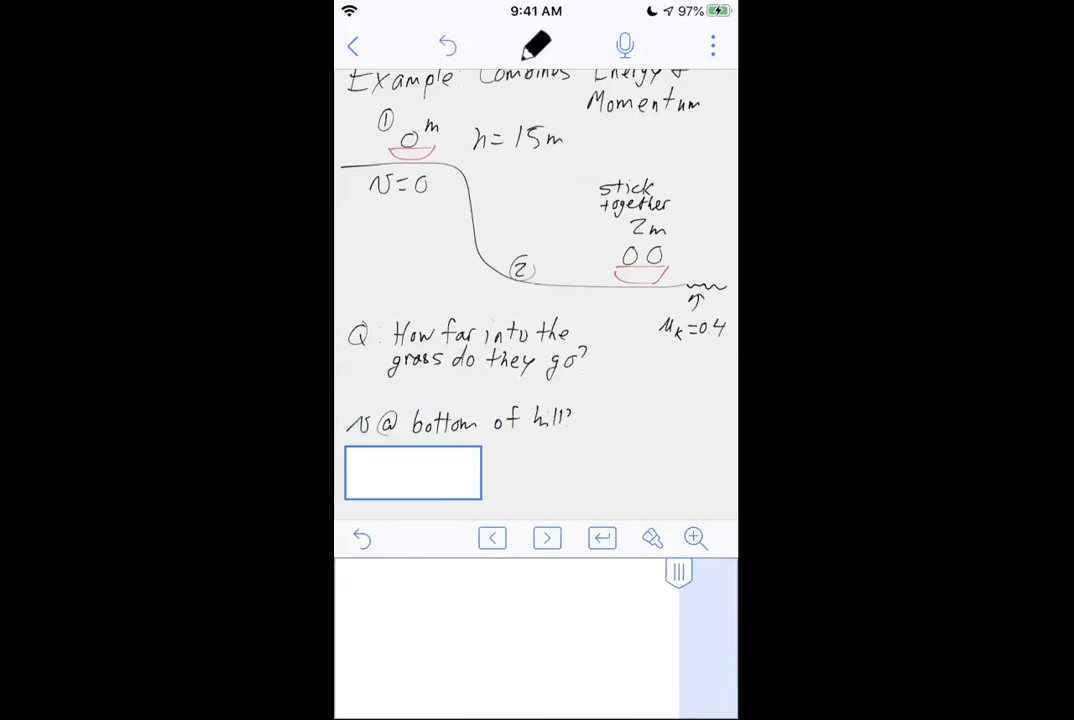 9:41 AM
97%
Example: Combines Energy &
Momentum
① m h = 15m
v = 0
stick
together
2m
②
μk = 0.4
Q: How far into the
grass do they go?
v @ bottom of hill?